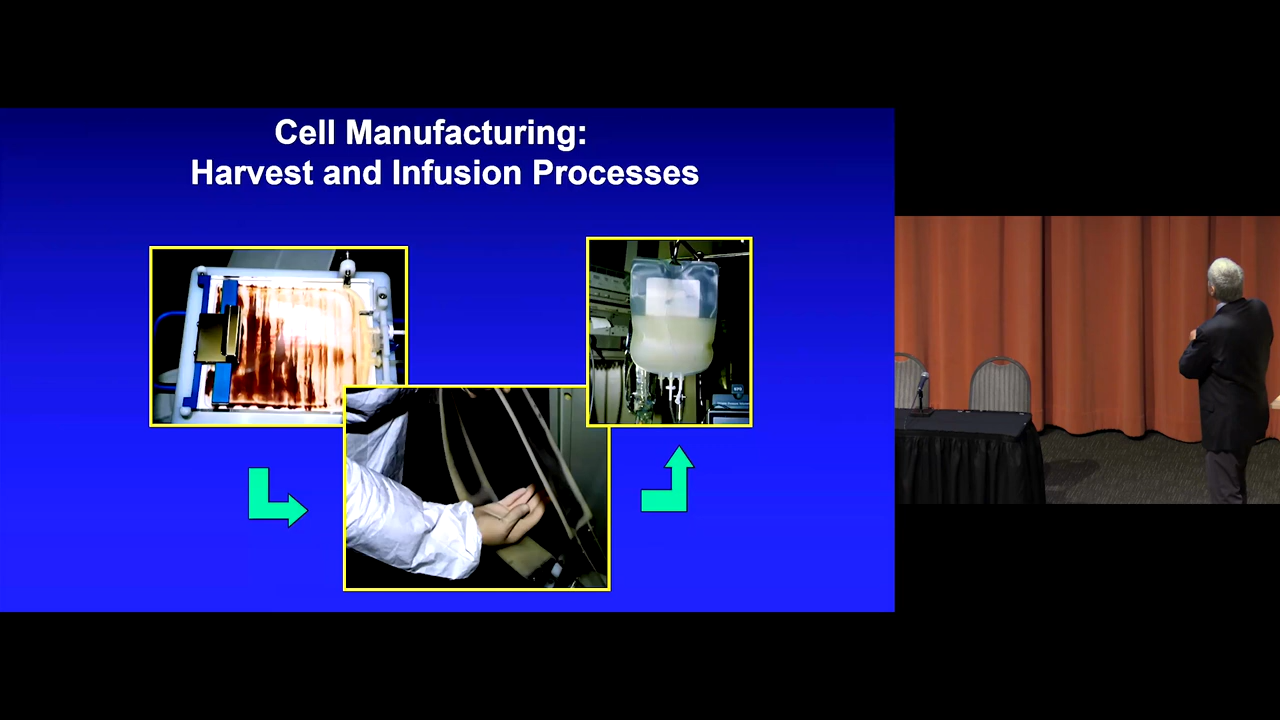 Cell Manufacturing:
Harvest and Infusion Processes